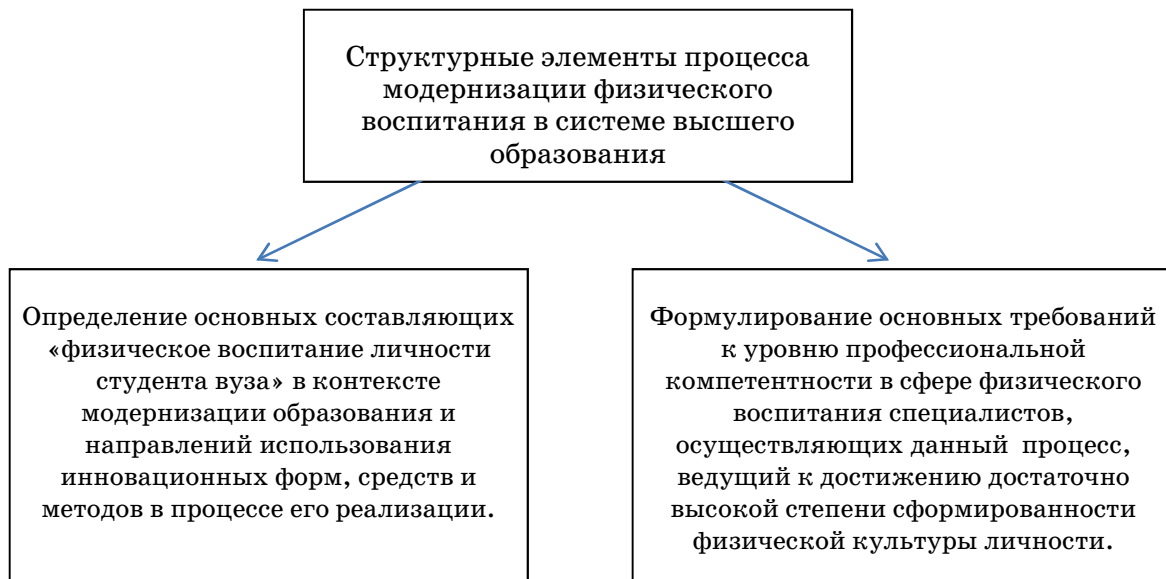 Структурные элементы процесса
модернизации физического
воспитания в системе высшего
образования
Определение основных составляющих
«физическое воспитание личности
студента вуза» в контексте
модернизации образования и
направлений использования
инновационных форм, средств и
методов в процессе его реализации.
Формулирование основных требований
к уровню профессиональной
компетентности в сфере физического
воспитания специалистов,
осуществляющих данный процесс,
ведущий к достижению достаточно
высокой степени сформированности
физической культуры личности.